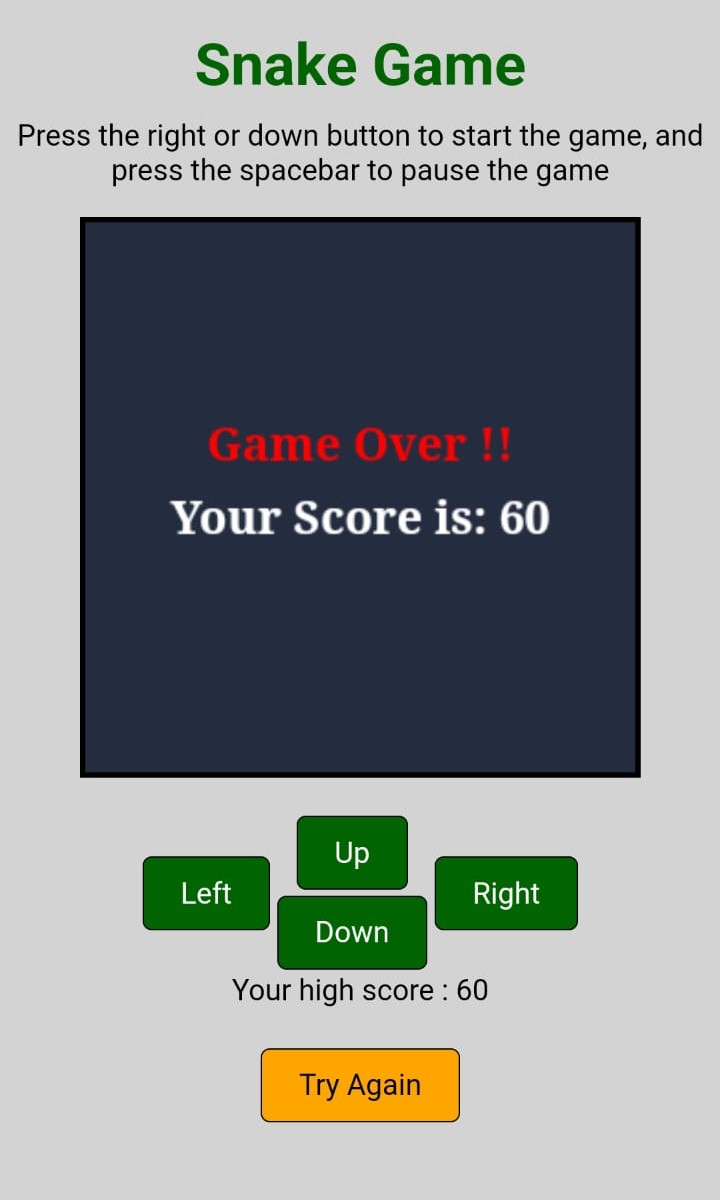 Snake Game
Press the right or down button to start the game, and
press the spacebar to pause the game
Game Over !!
Your Score is: 60
Up
Left
Right
Down
Your high score : 60
Try Again